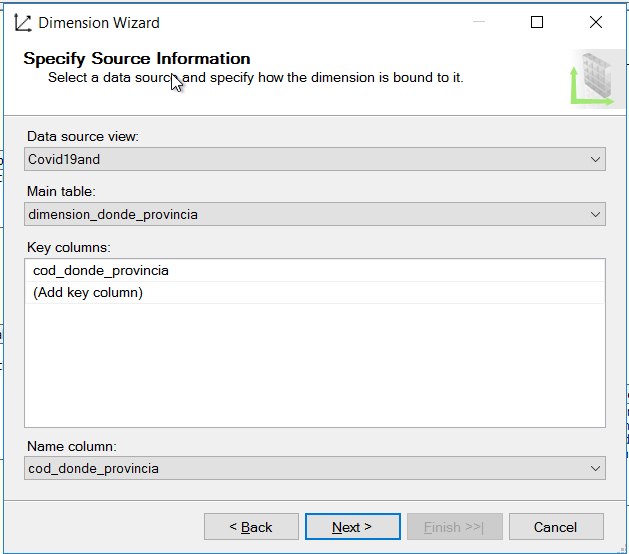 Dimension Wizard
Specify Source Information
Select a data source and specify how the dimension is bound to it.
Data source view:
Covid19and
Main table:
dimension_donde_provincia
Key columns:
cod_donde_provincia
(Add key column)
Name column:
cod_donde_provincia
< Back
Next >
Finish >>|
Cancel